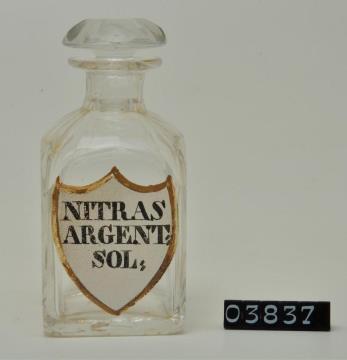 NITRAS
ARGENT:
SOL;
03837